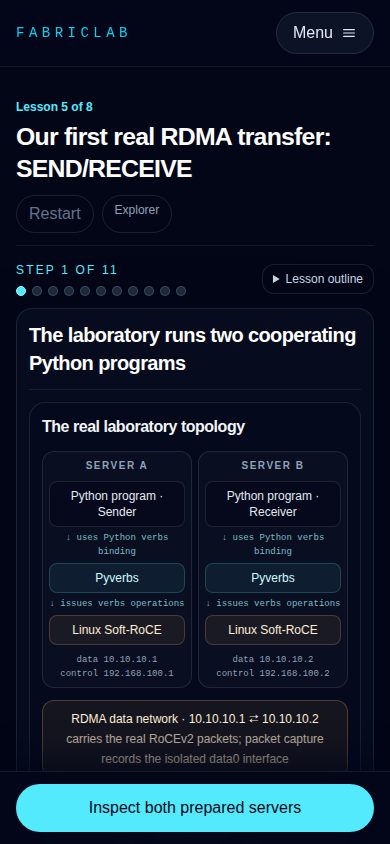 FABRICLAB
Menu
Lesson 5 of 8
Our first real RDMA transfer:
SEND/RECEIVE
Restart
Explorer
STEP 1 OF 11
▶ Lesson outline
The laboratory runs two cooperating
Python programs
The real laboratory topology
SERVER A
Python program ·
Sender
↓ uses Python verbs
binding
Pyverbs
↓ issues verbs operations
Linux Soft-RoCE
data 10.10.10.1
control 192.168.100.1
SERVER B
Python program ·
Receiver
↓ uses Python verbs
binding
Pyverbs
↓ issues verbs operations
Linux Soft-RoCE
data 10.10.10.2
control 192.168.100.2
RDMA data network · 10.10.10.1 ⇄ 10.10.10.2
carries the real RoCEv2 packets; packet capture
records the isolated data0 interface
Inspect both prepared servers